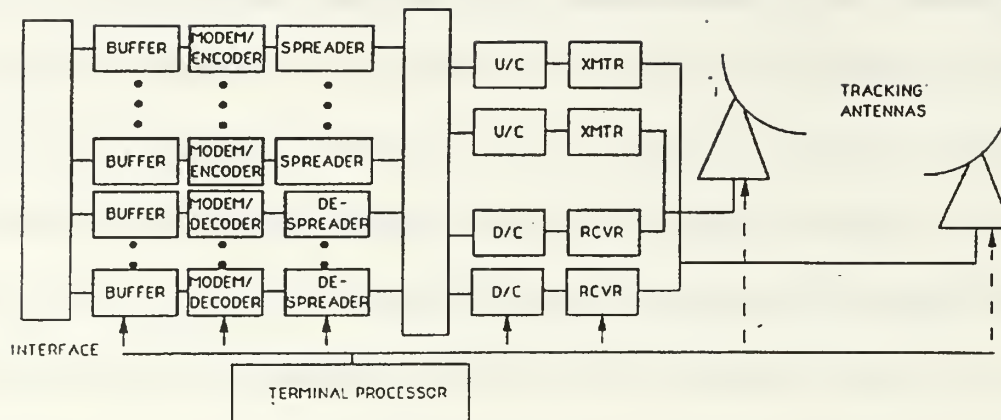 BUFFER
MODEM/
ENCODER
SPREADER
U/C
XMTR
TRACKING
ANTENNAS
U/C
XMTR
BUFFER
MODEM/
ENCODER
SPREADER
BUFFER
MODEM/
DECODER
DE-
SPREADER
D/C
RCVR
BUFFER
MODEM/
DECODER
DE-
SPREADER
D/C
RCVR
INTERFACE
TERMINAL PROCESSOR